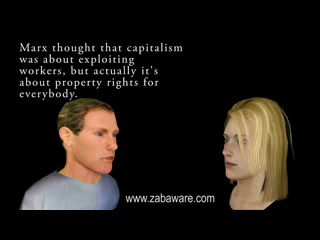 Marx thought that capitalism
was about exploiting
workers, but actually it's
about property rights for
everybody.
www.zabaware.com